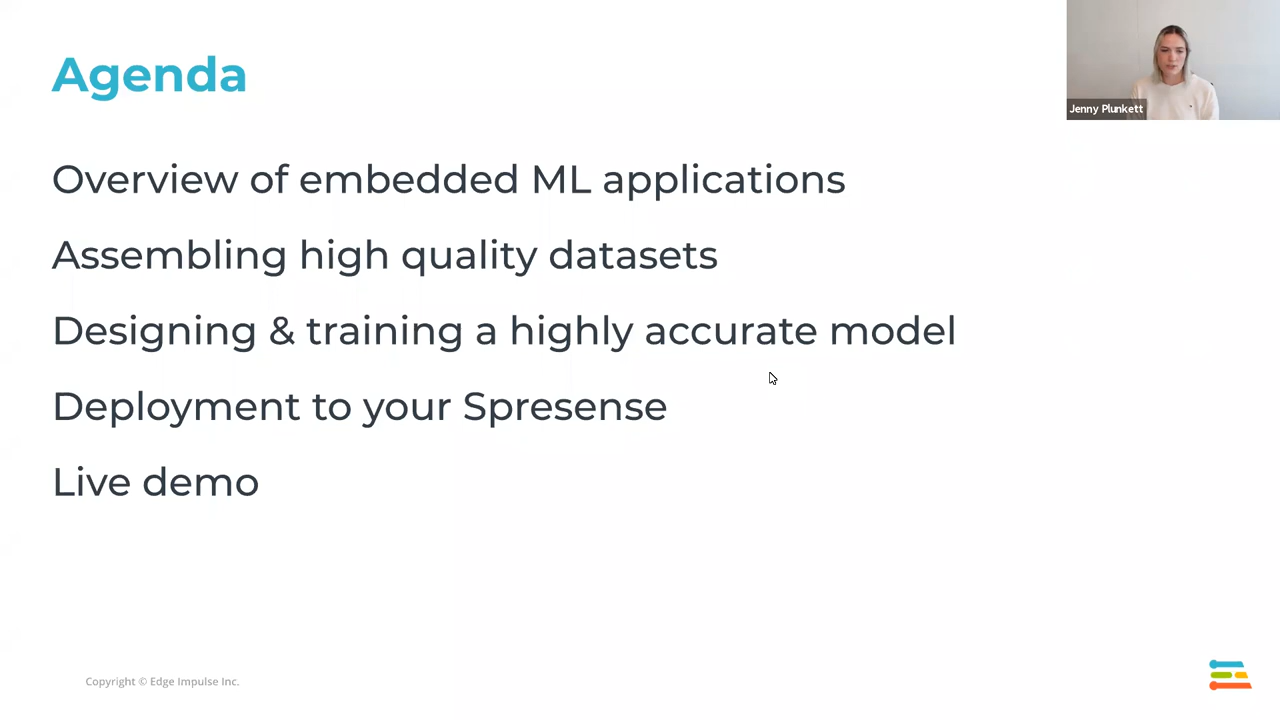 Agenda
Jenny Plunkett
Overview of embedded ML applications
Assembling high quality datasets
Designing & training a highly accurate model
Deployment to your Spresense
Live demo
Copyright © Edge Impulse Inc.